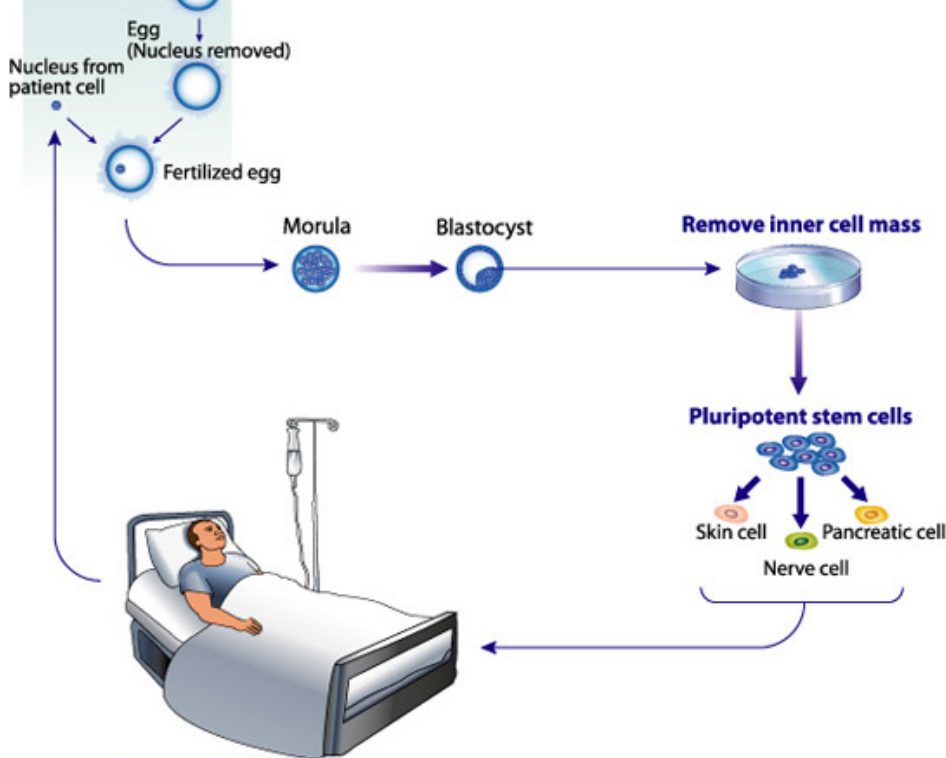 Egg
(Nucleus removed)
Nucleus from
patient cell
Fertilized egg
Morula
Blastocyst
Remove inner cell mass
Pluripotent stem cells
Skin cell
Pancreatic cell
Nerve cell